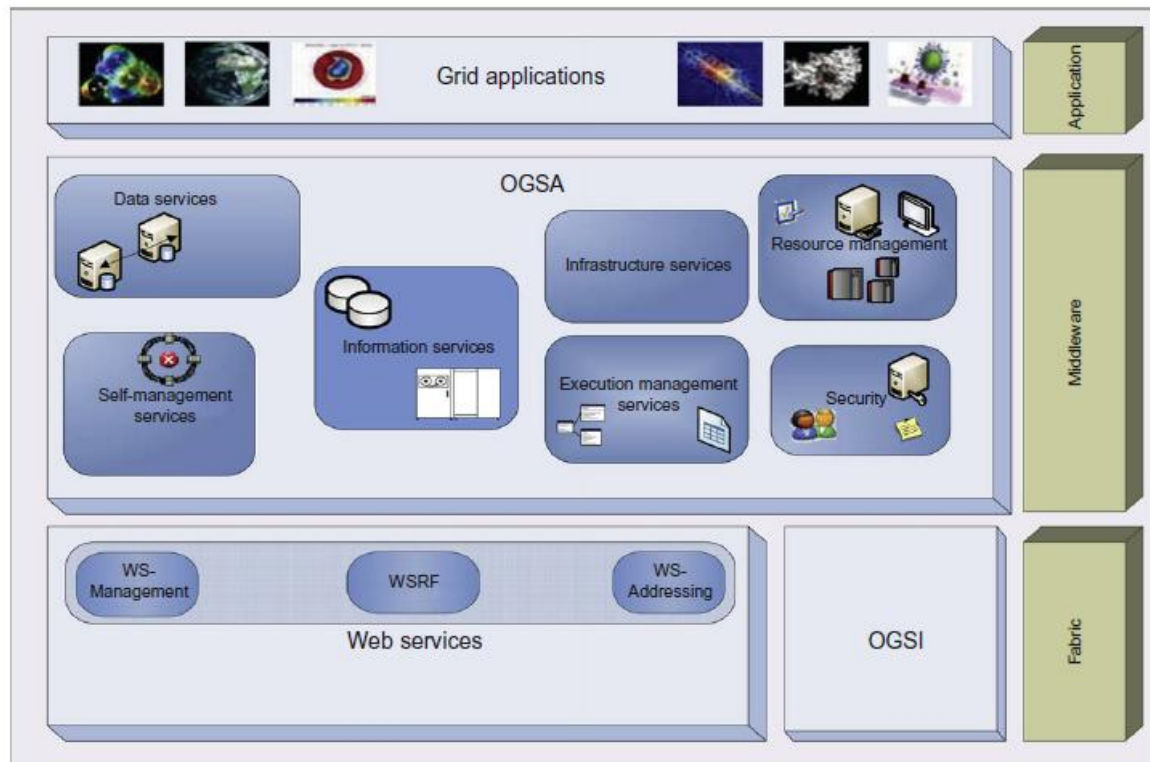 Grid applications
Application
OGSA
Data services
Infrastructure services
Resource management
Information services
Self-management
services
Execution management
services
Security
Middleware
WS-
Management
WSRF
WS-
Addressing
Web services
OGSI
Fabric